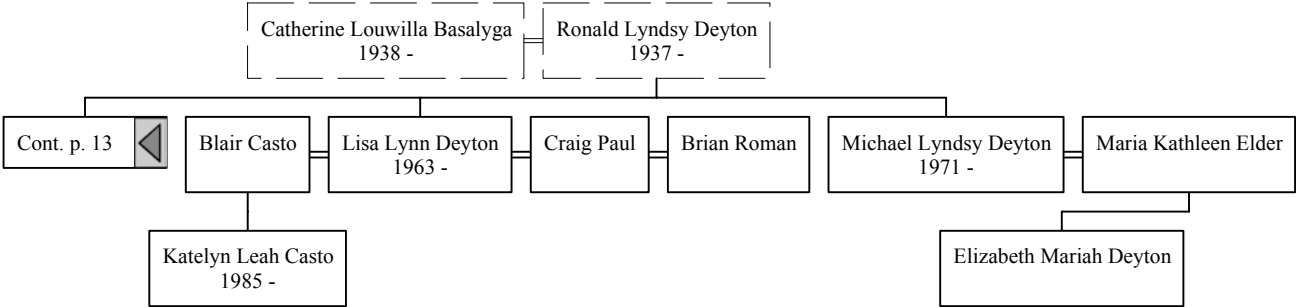 Catherine Louwilla Basalyga
1938 -
Ronald Lyndsy Deyton
1937 -
Cont. p. 13
Blair Casto
Lisa Lynn Deyton
1963 -
Craig Paul
Brian Roman
Michael Lyndsy Deyton
1971 -
Maria Kathleen Elder
Katelyn Leah Casto
1985 -
Elizabeth Mariah Deyton